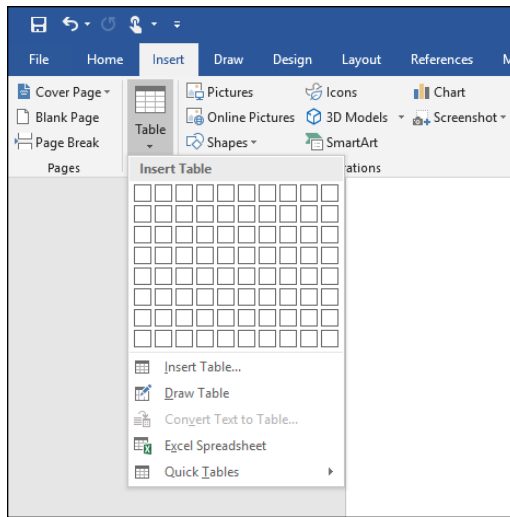 File Home Insert Draw Design Layout References M
Cover Page Pictures Icons Chart
Blank Page Table Online Pictures 3D Models Screenshot
Page Break Shapes SmartArt
Pages rations
Insert Table
Insert Table...
Draw Table
Convert Text to Table...
Excel Spreadsheet
Quick Tables